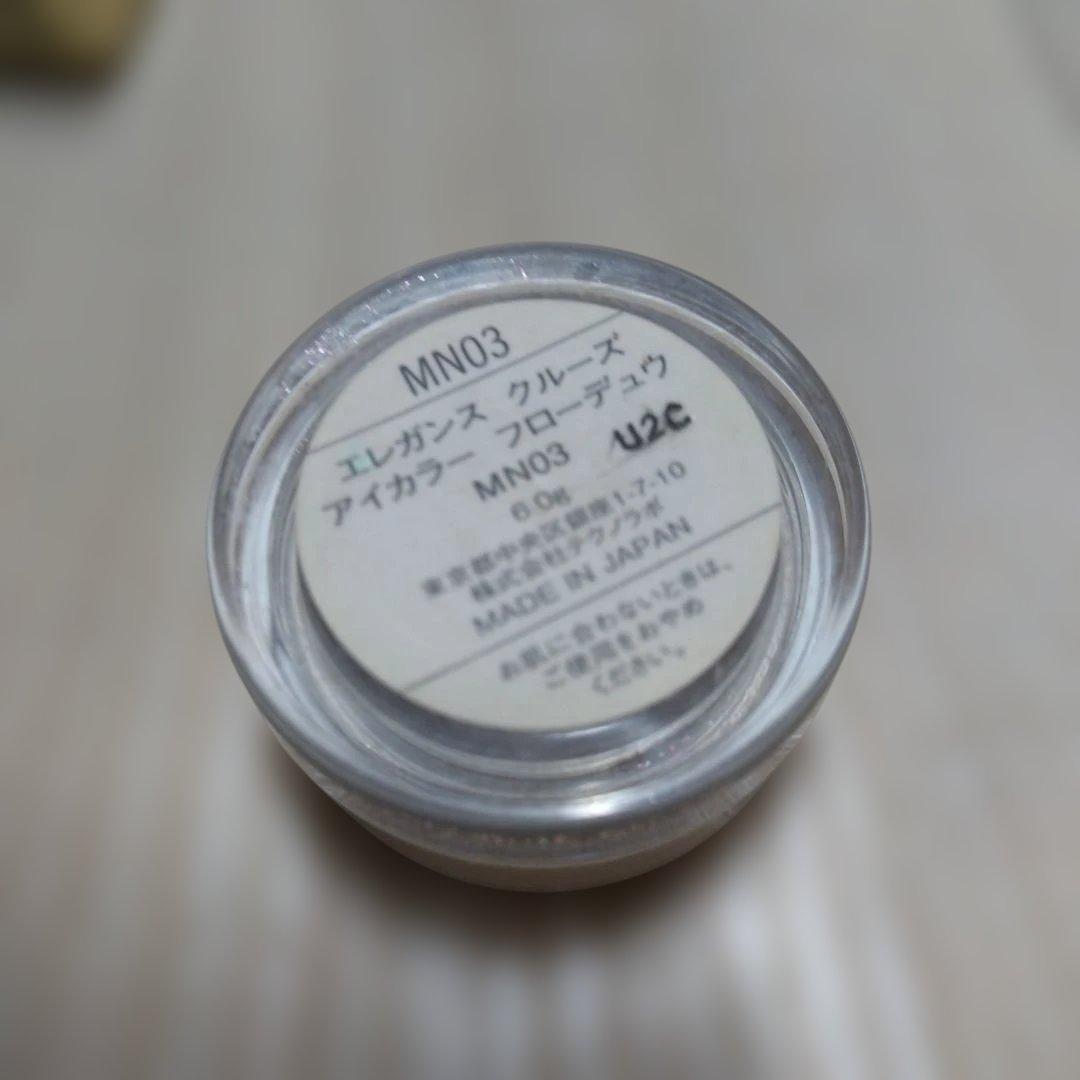 MN03
エレガンス クルーズ
アイカラー フローデュウ
MN03 U2C
6.0g
東京都中央区銀座1-7-10
株式会社テクノラボ
MADE IN JAPAN
お肌に合わないときは、
ご使用をおやめ
ください。